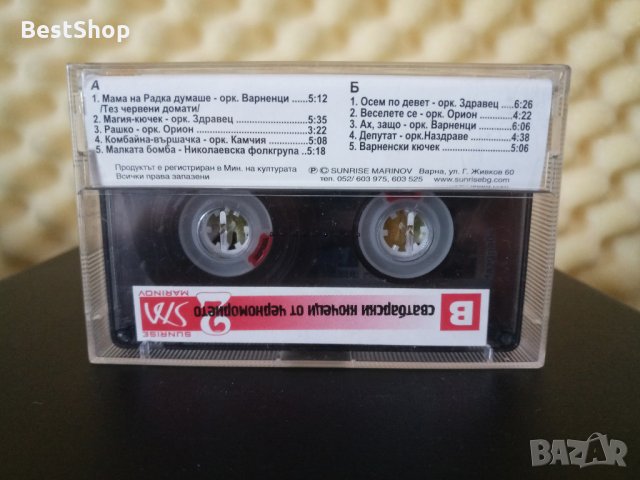 BestShop
А
1. Мама на Радка думаше - орк. Варненци ......5:12
/Тез червени домати/
2. Магия-кючек - орк. Здравец ......................5:35
3. Рашко - орк. Орион ....................................3:22
4. Комбайна-вършачка - орк. Камчия .............5:08
5. Малката бомба - Николаевска фолкгрупа ..5:18
Продуктът е регистриран в Мин. на културата
Всички права запазени
Б
1. Осем по девет - орк. Здравец ....6:26
2. Веселете се - орк. Орион ..........4:22
3. Ах, защо - орк. Варненци ..........6:06
4. Депутат - орк.Наздраве ............4:38
5. Варненски кючек .......................5:06
℗ © SUNRISE MARINOV Варна, ул. Г. Живков 60
тел. 052/ 603 975, 603 525 www.sunrisebg.com
В
сватбарски кючеци от черноморието
2
SM
SUNRISE
MARINOV
BAZAR